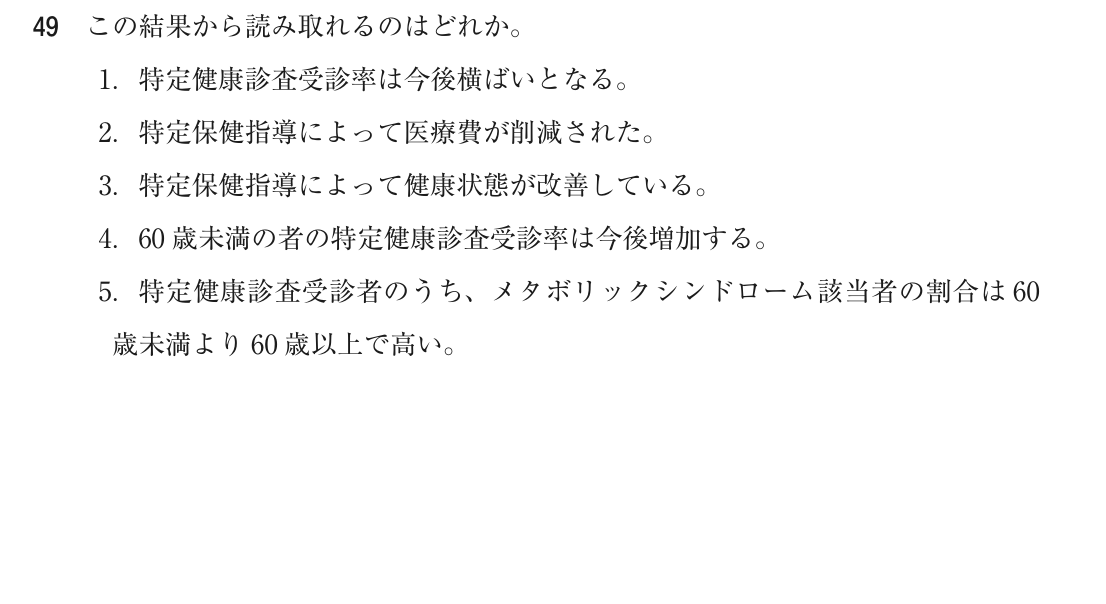 49 この結果から読み取れるのはどれか。
1. 特定健康診査受診率は今後横ばいとなる。
2. 特定保健指導によって医療費が削減された。
3. 特定保健指導によって健康状態が改善している。
4. 60 歳未満の者の特定健康診査受診率は今後増加する。
5. 特定健康診査受診者のうち、メタボリックシンドローム該当者の割合は 60
歳未満より 60 歳以上で高い。